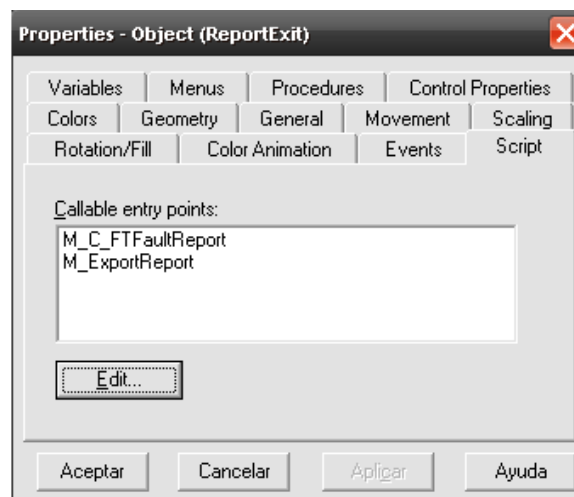 Properties - Object (ReportExit)
Variables Menus Procedures Control Properties
Colors Geometry General Movement Scaling
Rotation/Fill Color Animation Events Script
Callable entry points:
M_C_FTFaultReport
M_ExportReport
Edit...
Aceptar Cancelar Aplicar Ayuda